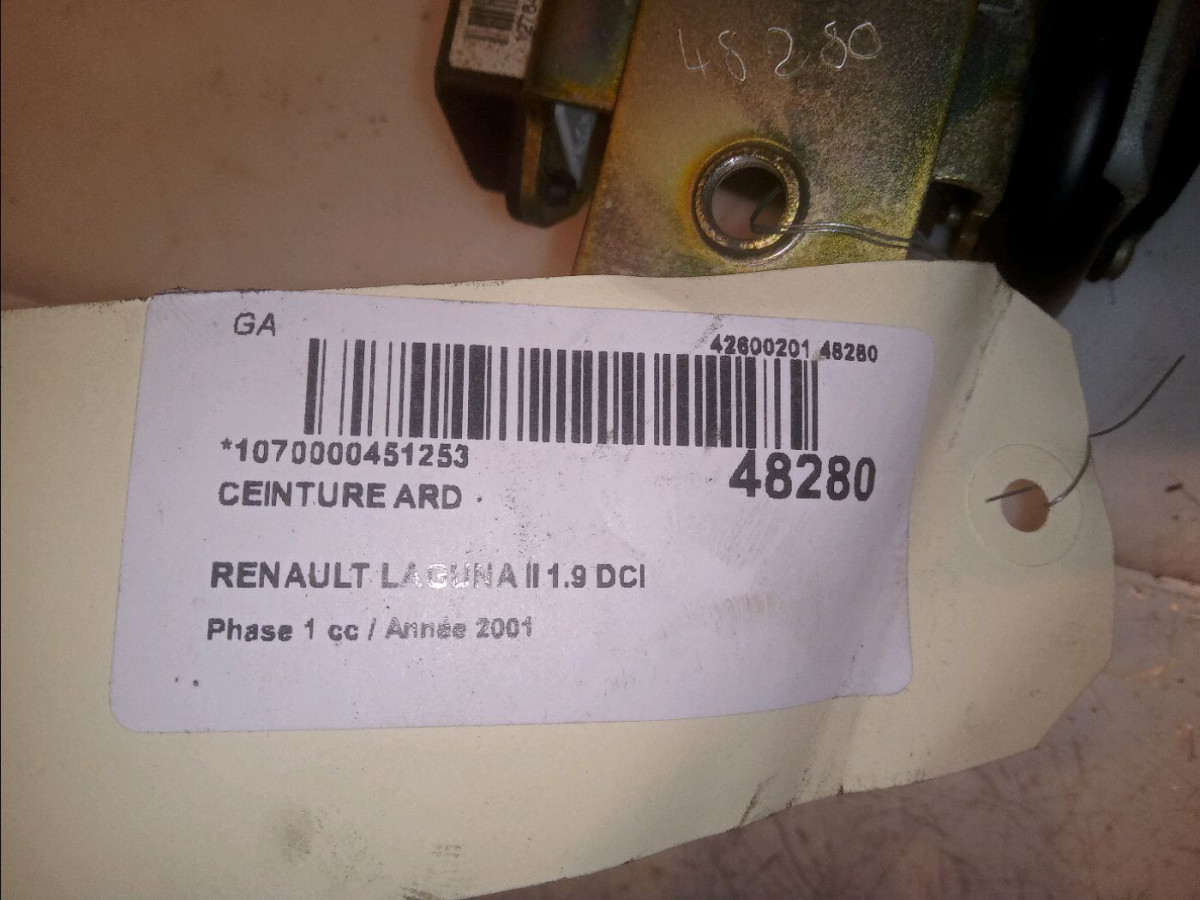 48280
GA
42600201 48280
*1070000451253
48280
CEINTURE ARD
RENAULT LAGUNA II 1.9 DCI
Phase 1 cc / Année 2001